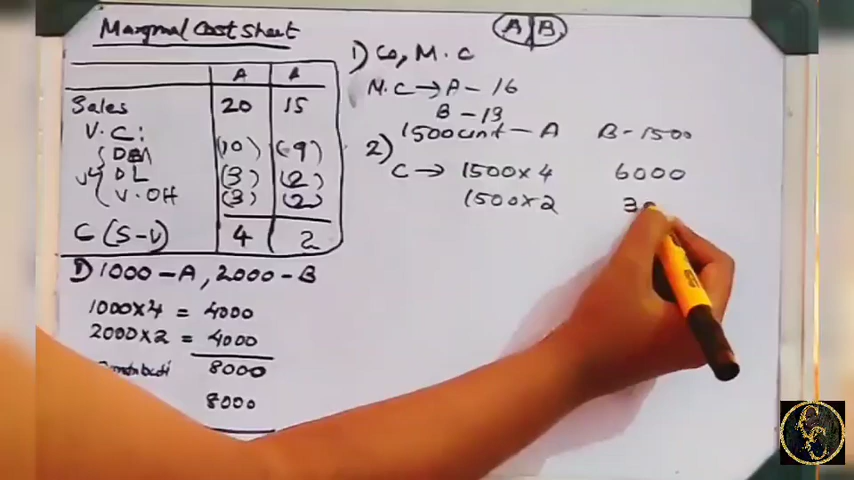 Marginal Cost Sheet
A A
Sales 20 15
V.C:
DM (10) (9)
DL (3) (2)
V.OH (3) (2)
C (S-V) 4 2
1) 1000 - A, 2000 - B
1000 x 4 = 4000
2000 x 2 = 4000
8000
8000
A B
1) Co, M.C
M.C → A - 16
B - 13
2) 1500 unit - A B - 1500
C → 1500 x 4 6000
1500 x 2 30